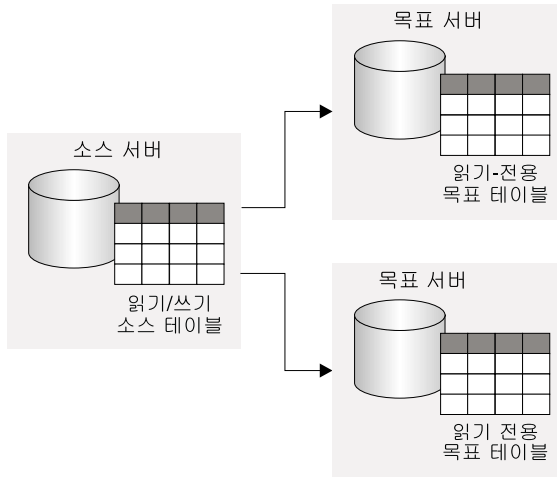 소스 서버
읽기/쓰기
소스 테이블
목표 서버
읽기-전용
목표 테이블
목표 서버
읽기 전용
목표 테이블